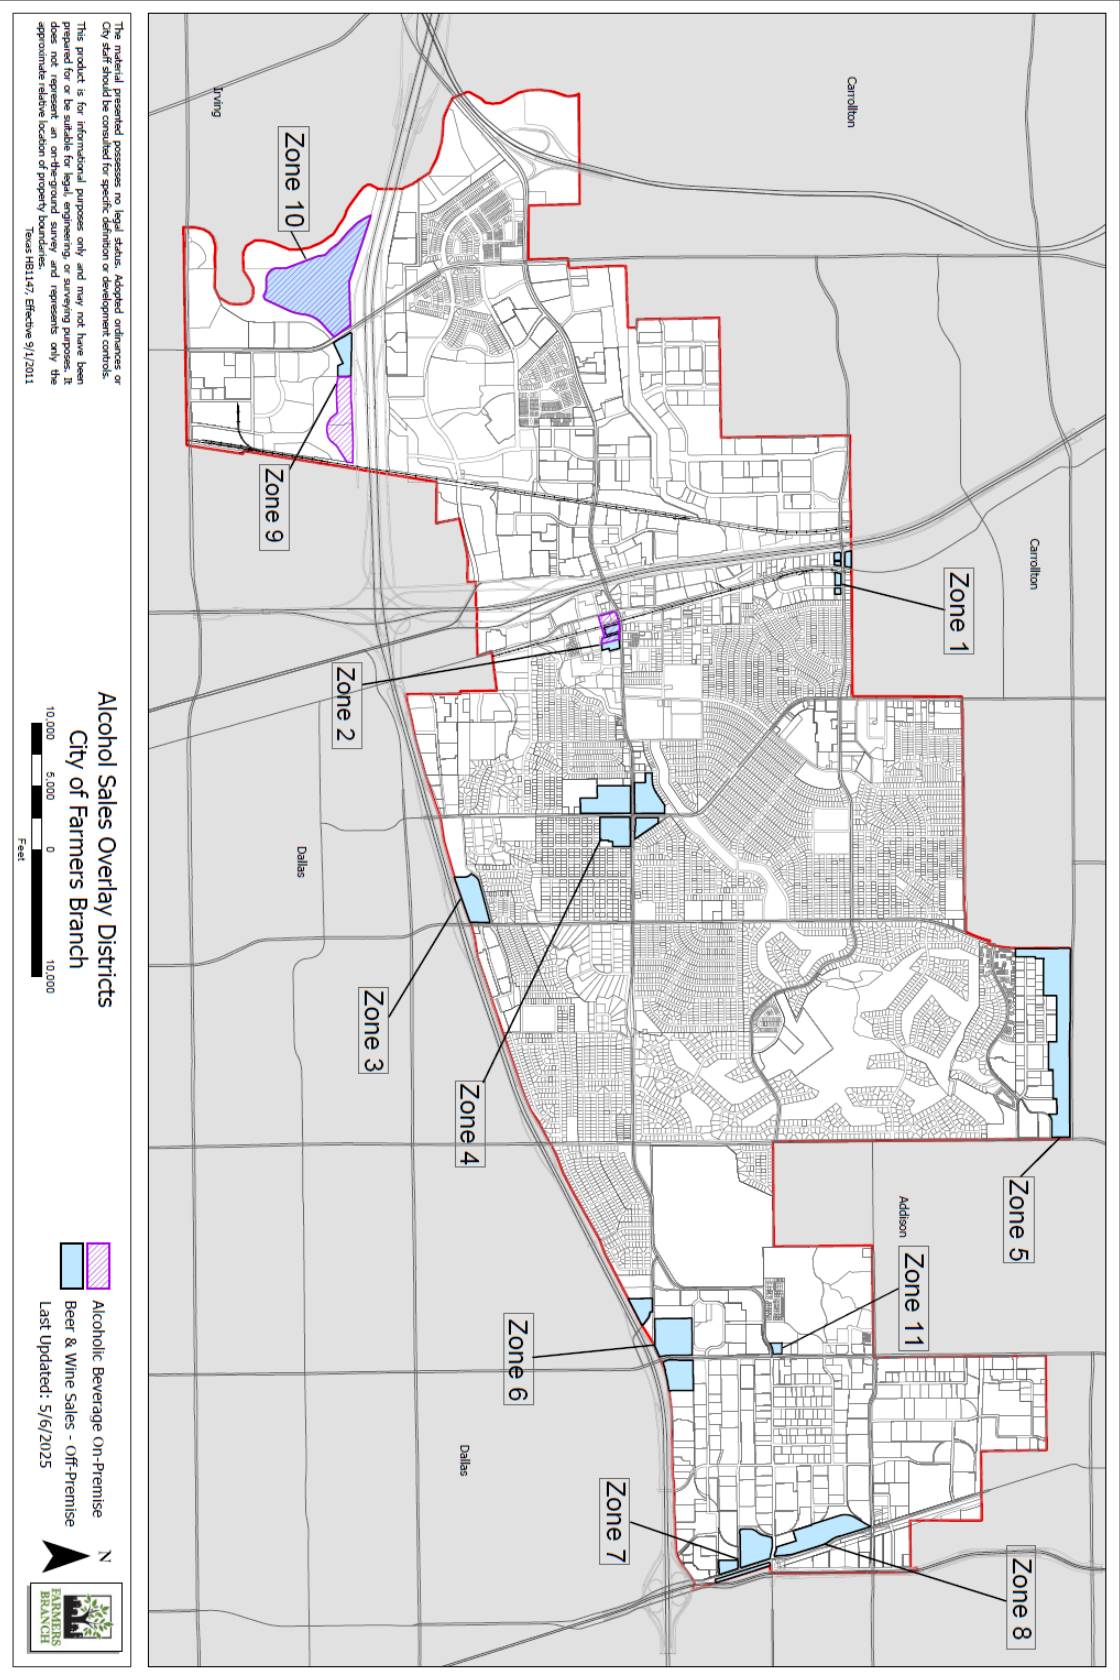 Carrollton
Irving
Zone 10
Carrollton
Zone 9
Zone 1
Zone 2
Dallas
Zone 3
Zone 4
Zone 5
Addison
Zone 11
Zone 6
Dallas
Zone 7
Zone 8
The material presented possesses no legal status. Adopted ordinances or
City staff should be consulted for specific definition or development controls.
This product is for informational purposes only and may not have been
prepared for or be suitable for legal, engineering, or surveying purposes. It
does not represent an on-the-ground survey and represents only the
approximate relative location of property boundaries.
Texas HB1147, Effective 9/1/2011
Alcohol Sales Overlay Districts
City of Farmers Branch
10,000 5,000 0 10,000
Feet
Alcoholic Beverage On-Premise
Beer & Wine Sales - Off-Premise
Last Updated: 5/6/2025
N
FARMERS
BRANCH